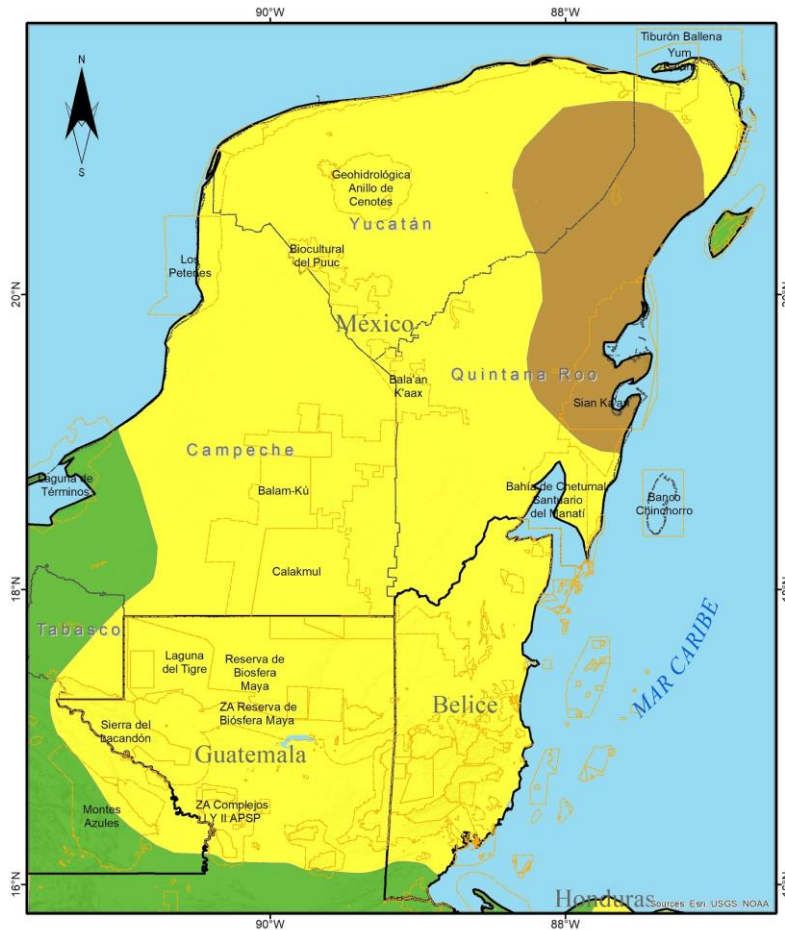 90°W
88°W
Tiburón Ballena
Yum
N
S
Geohidrológica
Anillo de
Cenotes
Yucatán
Biocultural
del Puuc
Los
Petenes
20°N
México
Bala'an
K'aax
Quintana Roo
Sian Ka'an
Campeche
Laguna de
Términos
Balam-Kú
Bahía de Chetumal
Santuario
del Manatí
Banco
Chinchorro
Calakmul
18°N
Tabasco
Laguna
del Tigre
Reserva de
Biosfera
Maya
MAR CARIBE
ZA Reserva de
Biósfera Maya
Belice
Sierra del
Lacandón
Guatemala
Montes
Azules
ZA Complejos
I Y II APSP
16°N
Honduras
Sources: Esri, USGS, NOAA
90°W
88°W